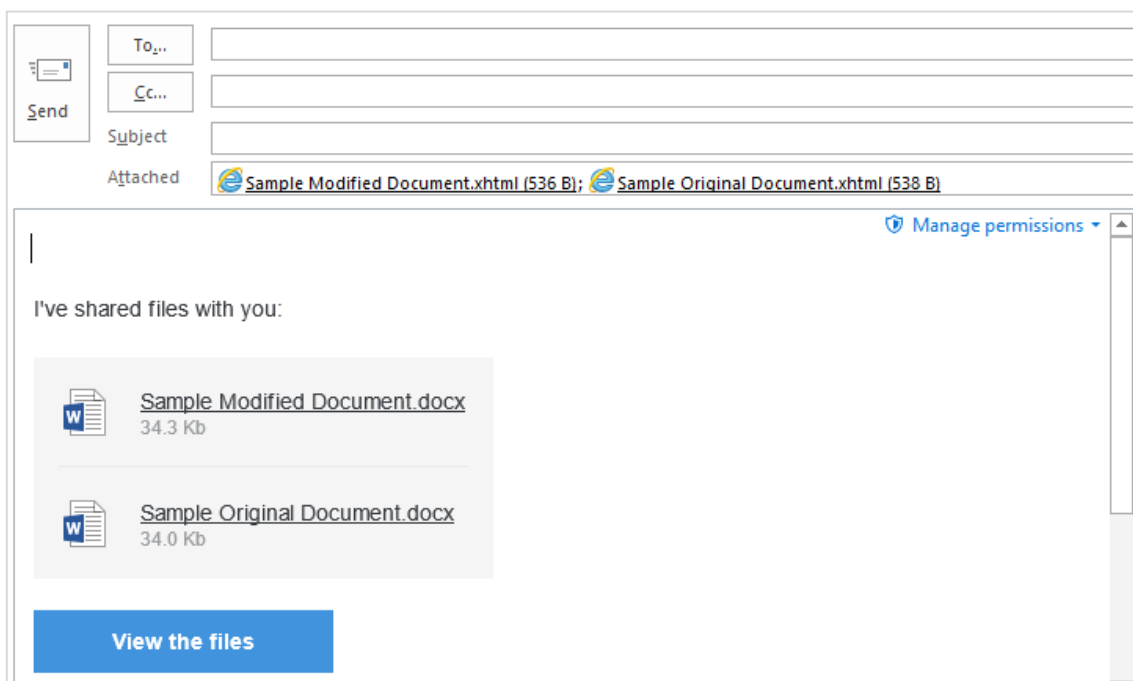 To...
Cc...
Send
Subject
Attached
Sample Modified Document.xhtml (536 B); Sample Original Document.xhtml (538 B)
Manage permissions
I've shared files with you:
Sample Modified Document.docx
34.3 Kb
Sample Original Document.docx
34.0 Kb
View the files